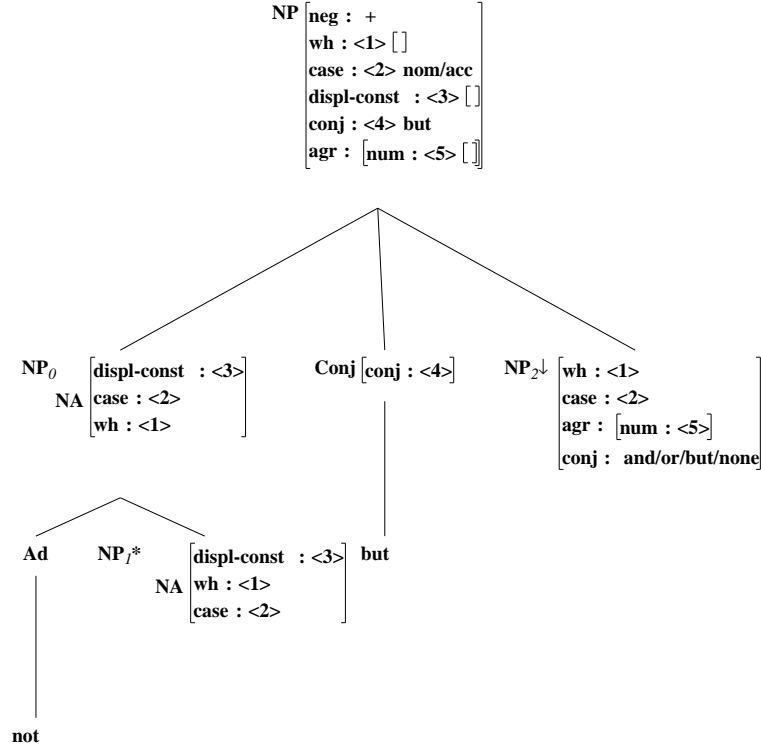 NP [neg : +
wh : <1> []
case : <2> nom/acc
displ-const : <3> []
conj : <4> but
agr : [num : <5> []]]
NP0 NA [displ-const : <3>
case : <2>
wh : <1>]
Conj [conj : <4>]
NP2↓ [wh : <1>
case : <2>
agr : [num : <5>]
conj : and/or/but/none]
Ad
NP1* NA [displ-const : <3>
wh : <1>
case : <2>]
but
not